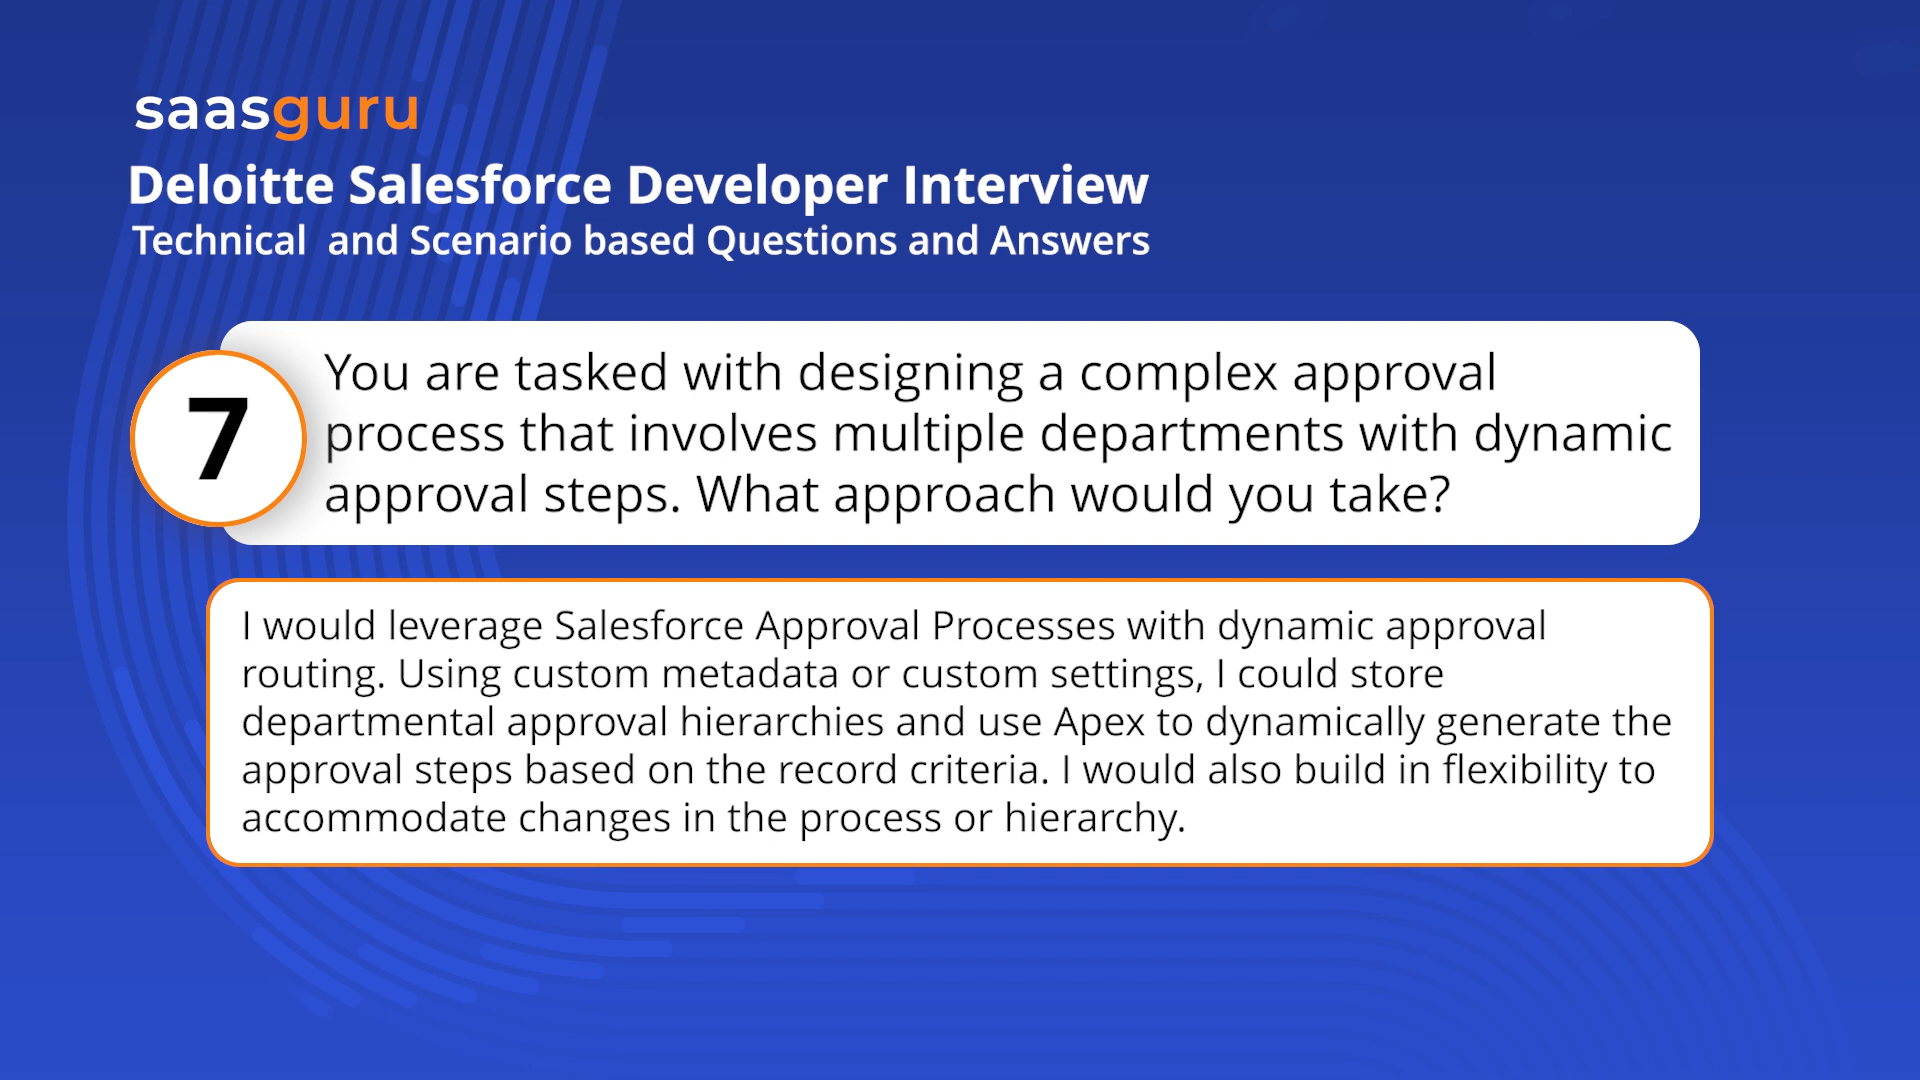 saasguru
Deloitte Salesforce Developer Interview
Technical and Scenario based Questions and Answers
7
You are tasked with designing a complex approval
process that involves multiple departments with dynamic
approval steps. What approach would you take?
I would leverage Salesforce Approval Processes with dynamic approval
routing. Using custom metadata or custom settings, I could store
departmental approval hierarchies and use Apex to dynamically generate the
approval steps based on the record criteria. I would also build in flexibility to
accommodate changes in the process or hierarchy.